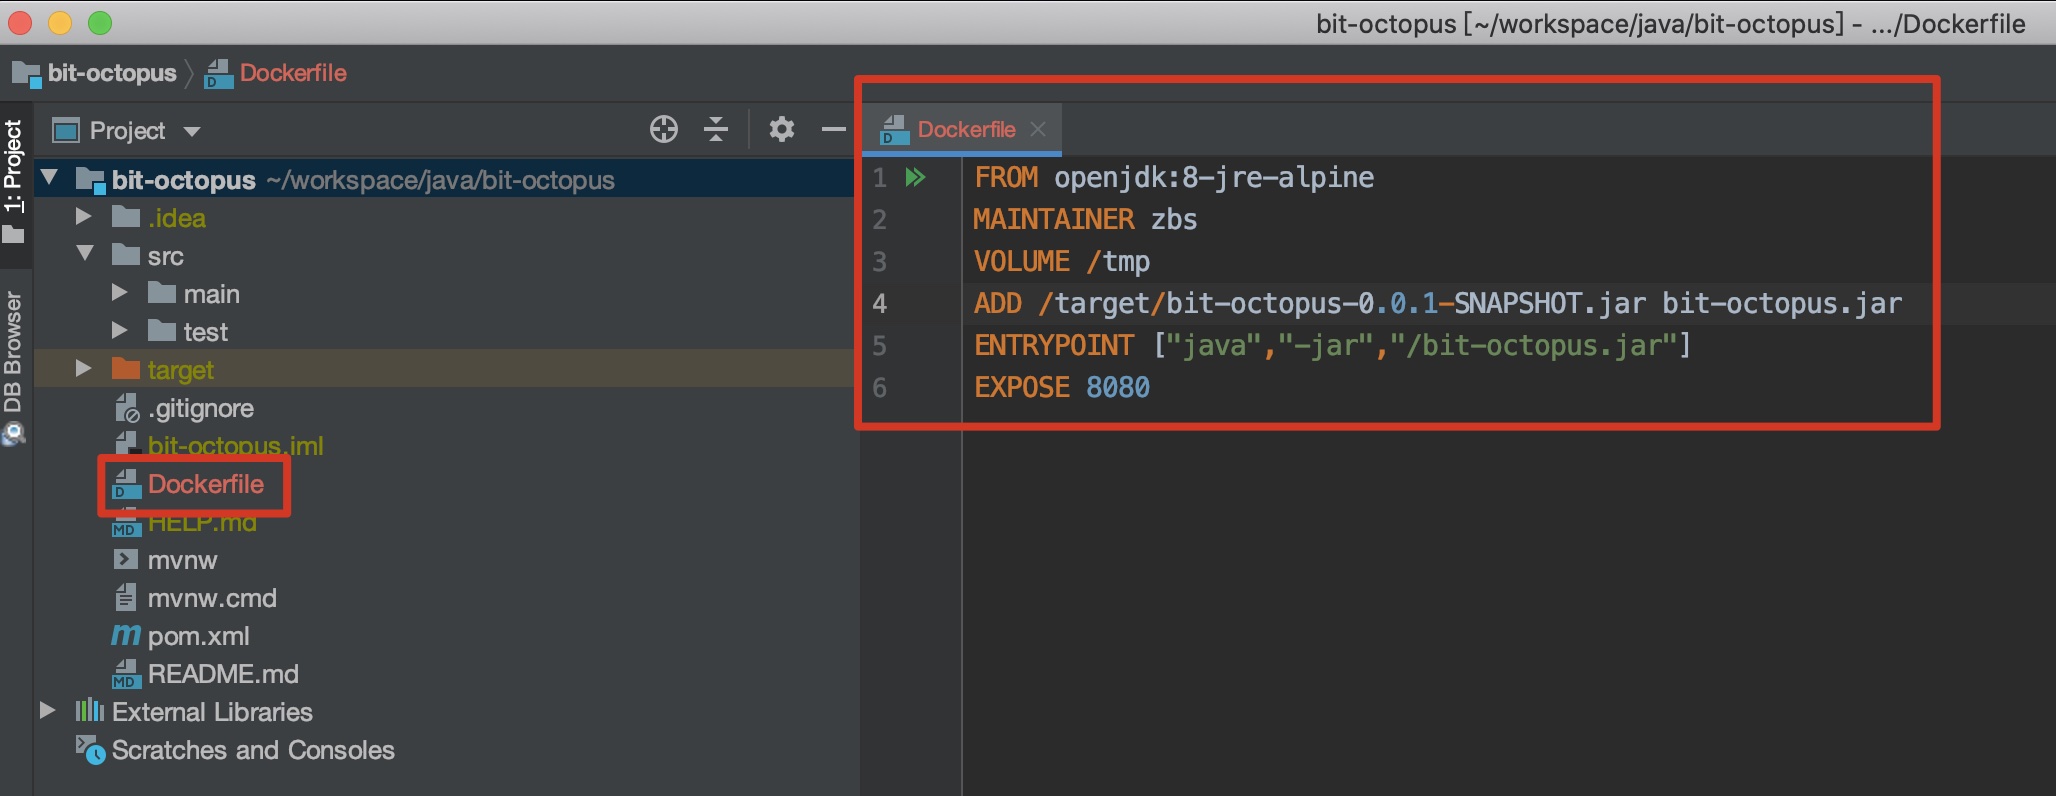 bit-octopus [~/workspace/java/bit-octopus] - .../Dockerfile
bit-octopus Dockerfile
1: Project
DB Browser
Project
bit-octopus ~/workspace/java/bit-octopus
.idea
src
main
test
target
.gitignore
bit-octopus.iml
Dockerfile
HELP.md
mvnw
mvnw.cmd
pom.xml
README.md
External Libraries
Scratches and Consoles
Dockerfile
1 FROM openjdk:8-jre-alpine
2 MAINTAINER zbs
3 VOLUME /tmp
4 ADD /target/bit-octopus-0.0.1-SNAPSHOT.jar bit-octopus.jar
5 ENTRYPOINT ["java","-jar","/bit-octopus.jar"]
6 EXPOSE 8080